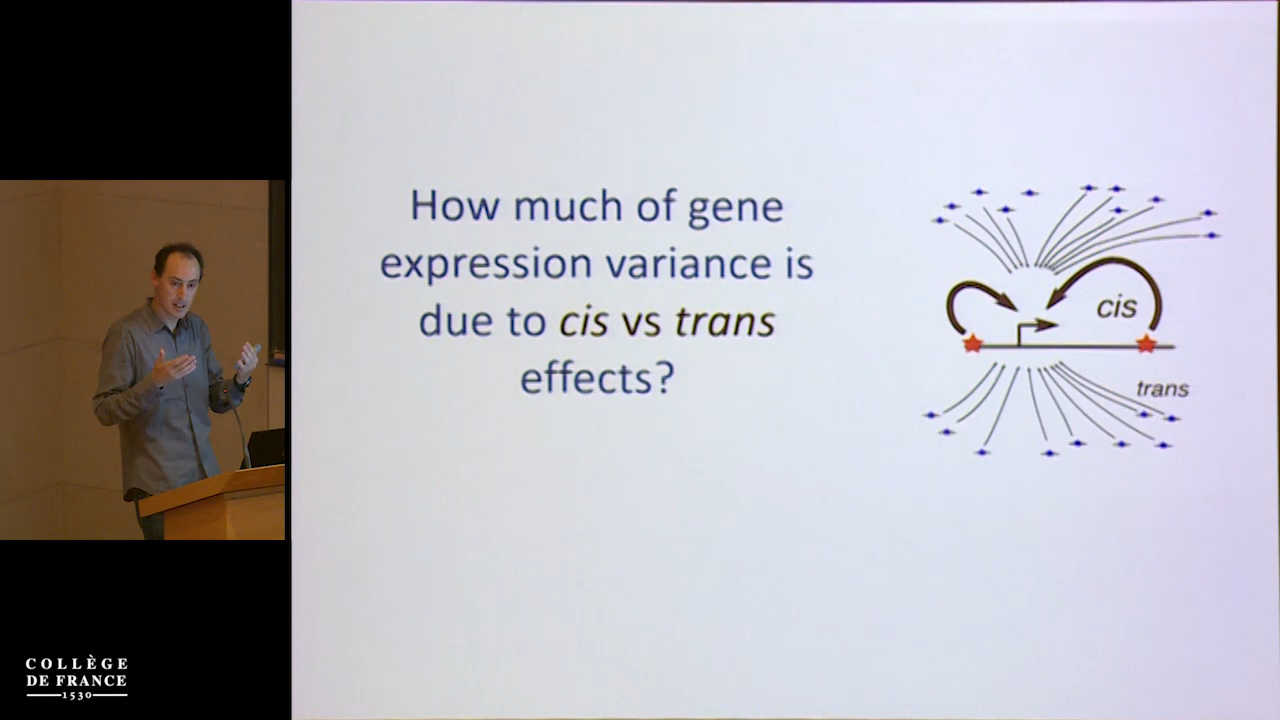 How much of gene
expression variance is
due to cis vs trans
effects?
cis
trans
COLLÈGE
DE FRANCE
1530